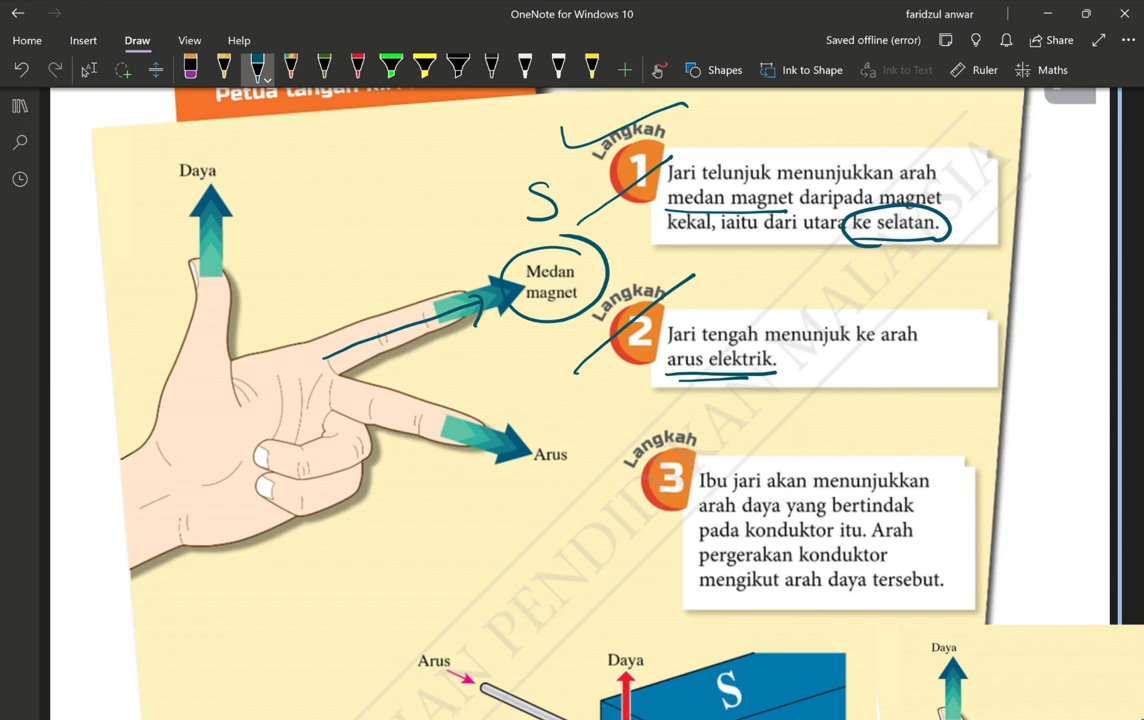 OneNote for Windows 10
faridzul anwar
Home
Insert
Draw
View
Help
Saved offline (error)
Share
Shapes
Ink to Shape
Ink to Text
Ruler
Maths
Petua tangan
Daya
S
Medan
magnet
Arus
Langkah
1
Jari telunjuk menunjukkan arah
medan magnet daripada magnet
kekal, iaitu dari utara ke selatan.
Langkah
2
Jari tengah menunjuk ke arah
arus elektrik.
Langkah
3
Ibu jari akan menunjukkan
arah daya yang bertindak
pada konduktor itu. Arah
pergerakan konduktor
mengikut arah daya tersebut.
PENDIDIKAN MALAYSIA
Arus
Daya
S
Daya